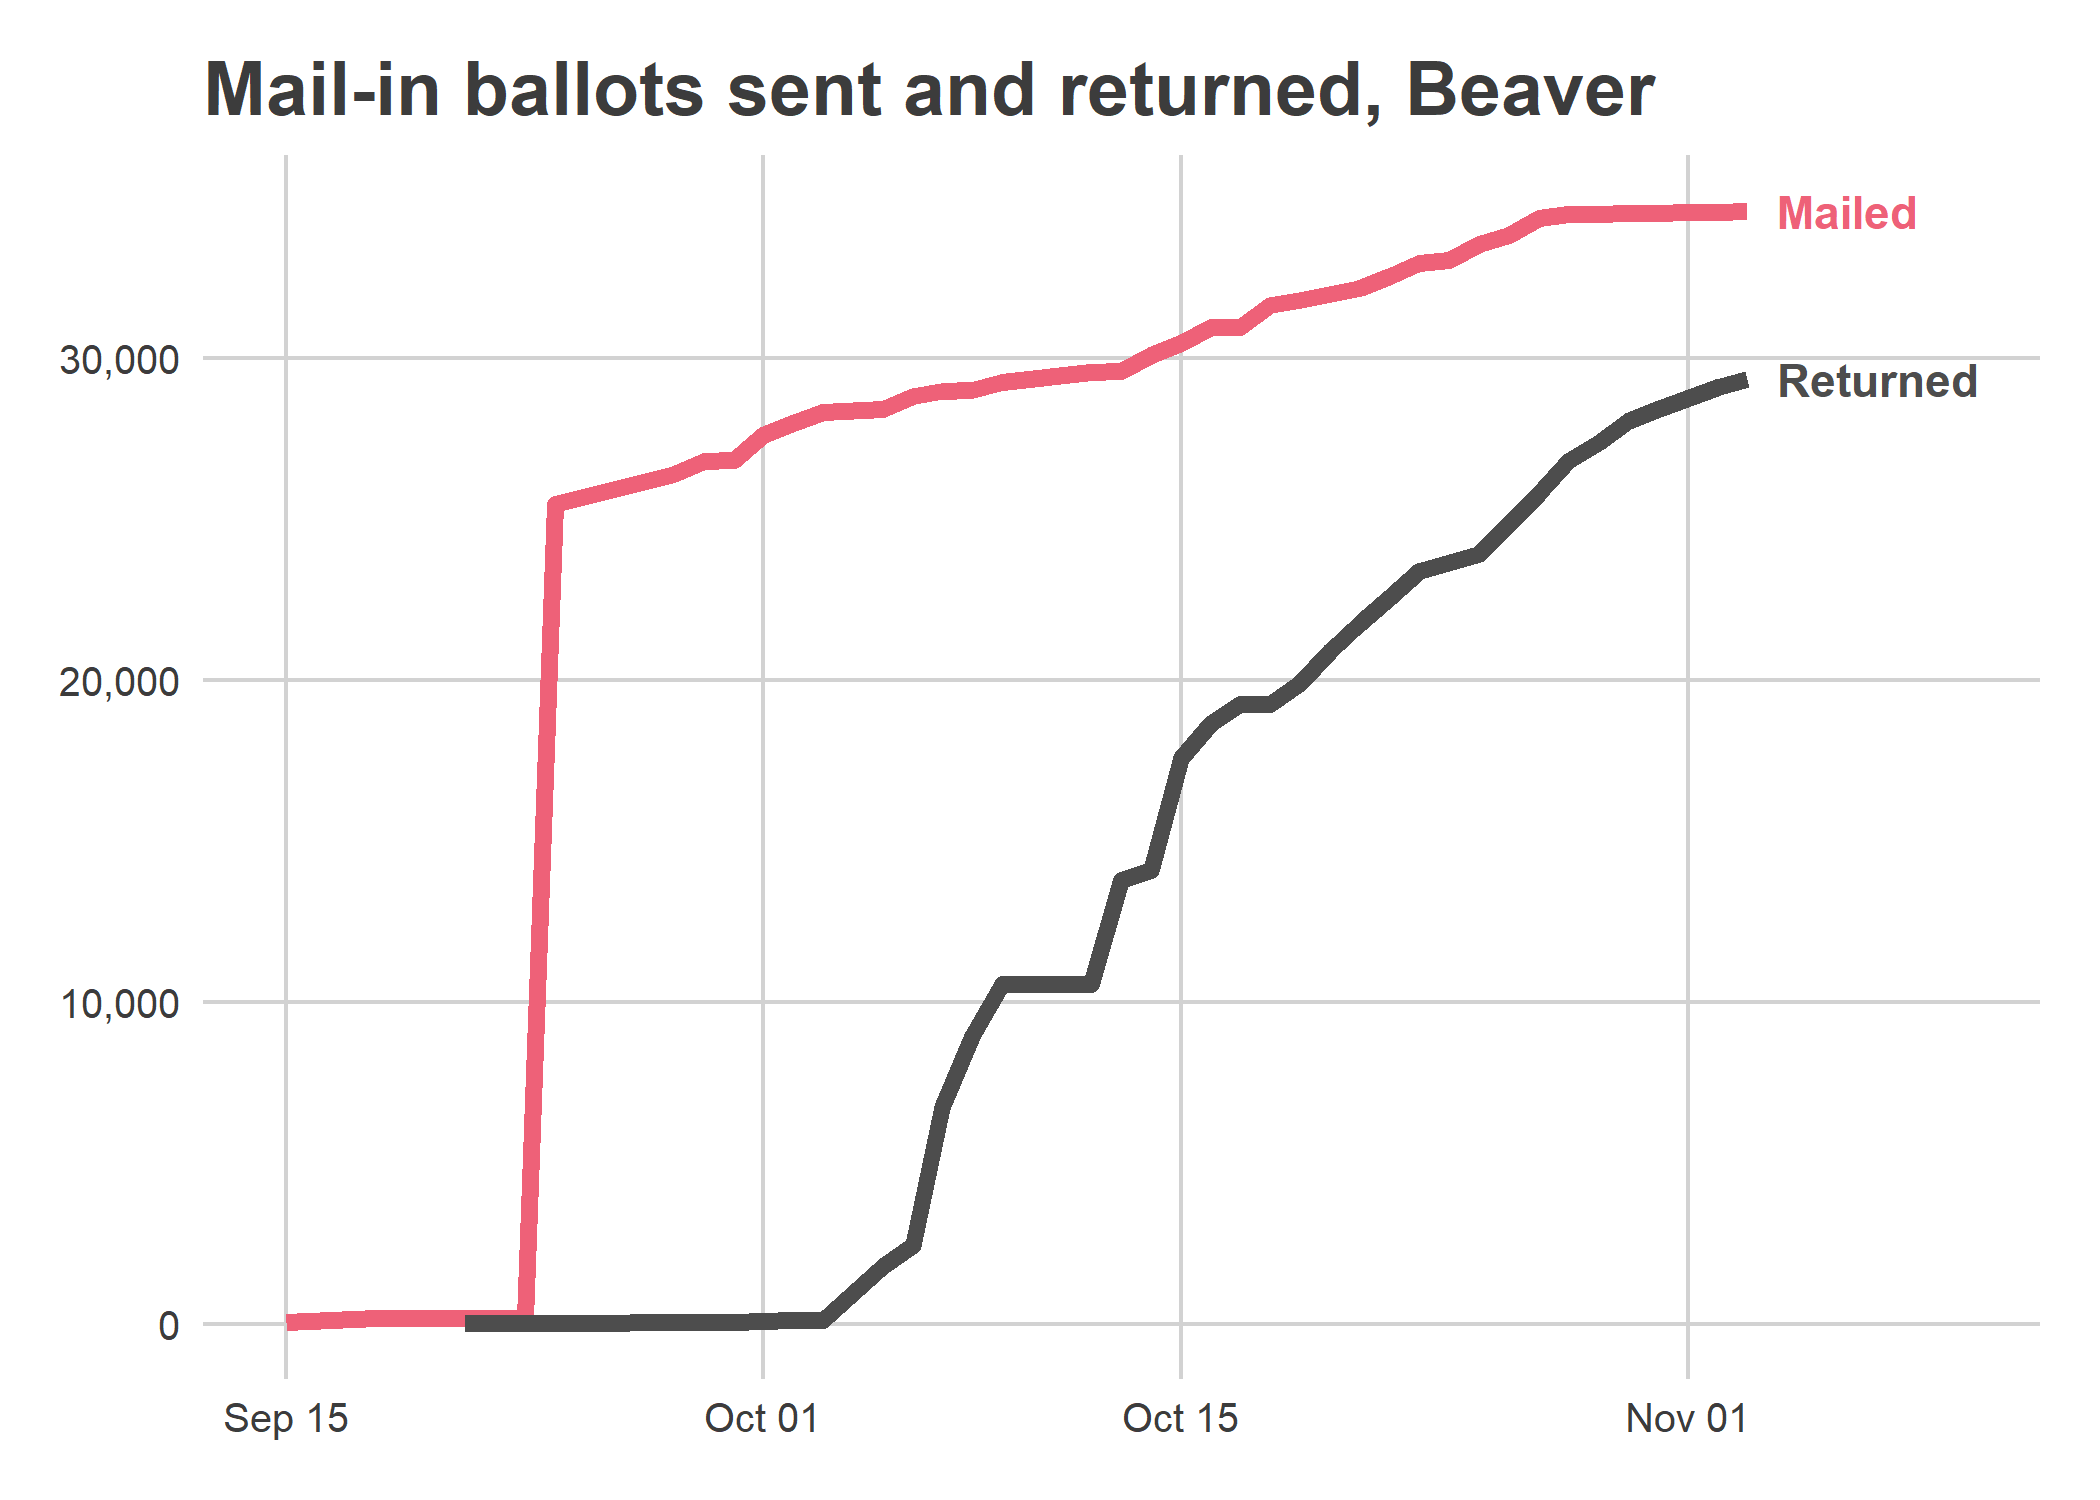 Mail-in ballots sent and returned, Beaver
Mailed
30,000
Returned
20,000
10,000
0
Sep 15
Oct 01
Oct 15
Nov 01